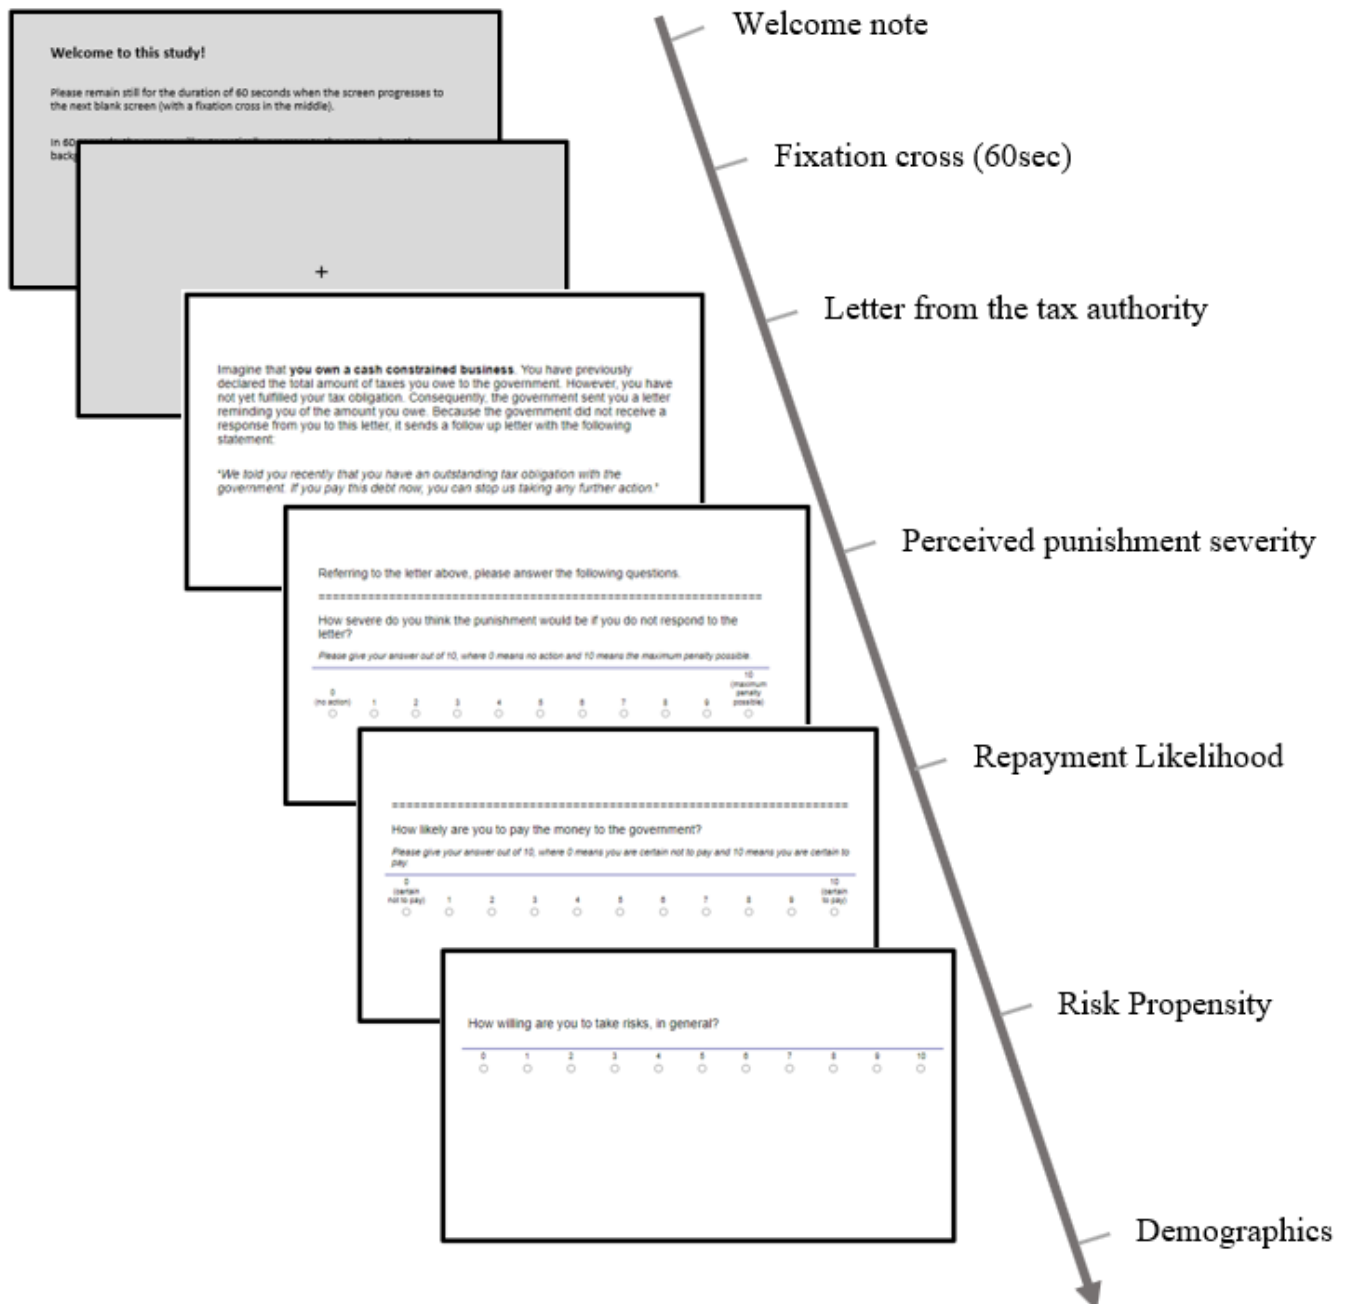 Welcome to this study!
Please remain still for the duration of 60 seconds when the screen progresses to
the next blank screen (with a fixation cross in the middle).
In 60
backg
+
Imagine that you own a cash constrained business. You have previously
declared the total amount of taxes you owe to the government. However, you have
not yet fulfilled your tax obligation. Consequently, the government sent you a letter
reminding you of the amount you owe. Because the government did not receive a
response from you to this letter, it sends a follow up letter with the following
statement:
"We told you recently that you have an outstanding tax obligation with the
government. If you pay this debt now, you can stop us taking any further action."
Referring to the letter above, please answer the following questions.
How severe do you think the punishment would be if you do not respond to the
letter?
Please give your answer out of 10, where 0 means no action and 10 means the maximum penalty possible.
0
(no action)
1 2 3 4 5 6 7 8 9
10
(maximum
penalty
possible)
How likely are you to pay the money to the government?
Please give your answer out of 10, where 0 means you are certain not to pay and 10 means you are certain to
pay.
0
(certain
not to pay)
1 2 3 4 5 6 7 8 9
10
(certain
to pay)
How willing are you to take risks, in general?
0 1 2 3 4 5 6 7 8 9 10
Welcome note
Fixation cross (60sec)
Letter from the tax authority
Perceived punishment severity
Repayment Likelihood
Risk Propensity
Demographics